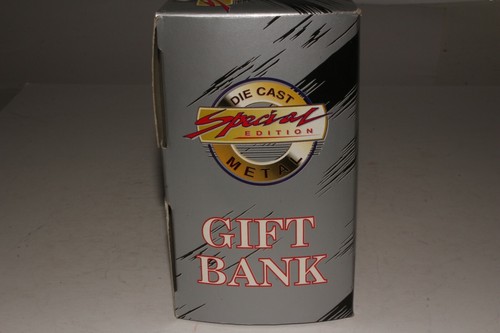 DIE CAST
Special
EDITION
METAL
GIFT
BANK